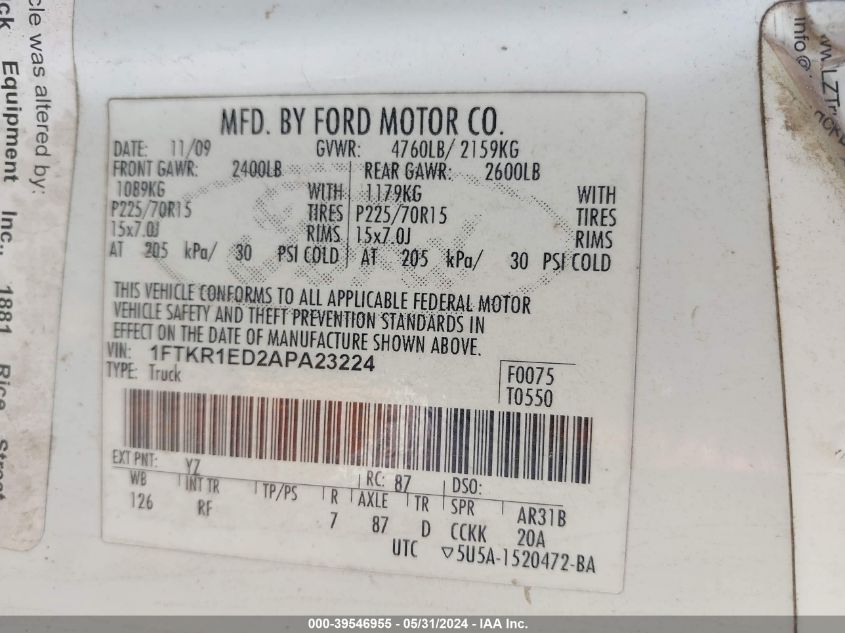 cle was altered by:
ck Equipment Inc., 1881 Rice Street
MFD. BY FORD MOTOR CO.
DATE: 11/09 GVWR: 4760LB/ 2159KG
FRONT GAWR: 2400LB REAR GAWR: 2600LB
1089KG WITH 1179KG WITH
P225/70R15 TIRES P225/70R15 TIRES
15x7.0J RIMS 15x7.0J RIMS
AT 205 kPa/ 30 PSI COLD AT 205 kPa/ 30 PSI COLD
THIS VEHICLE CONFORMS TO ALL APPLICABLE FEDERAL MOTOR
VEHICLE SAFETY AND THEFT PREVENTION STANDARDS IN
EFFECT ON THE DATE OF MANUFACTURE SHOWN ABOVE.
VIN: 1FTKR1ED2APA23224
TYPE: Truck
F0075
T0550
EXT PNT: YZ RC: 87 DSO:
WB INT TR TP/PS R AXLE TR SPR AR31B
126 RF 7 87 D CCKK 20A
UTC ▽5U5A-1520472-BA
info@
000-39546955 - 05/31/2024 - IAA Inc.